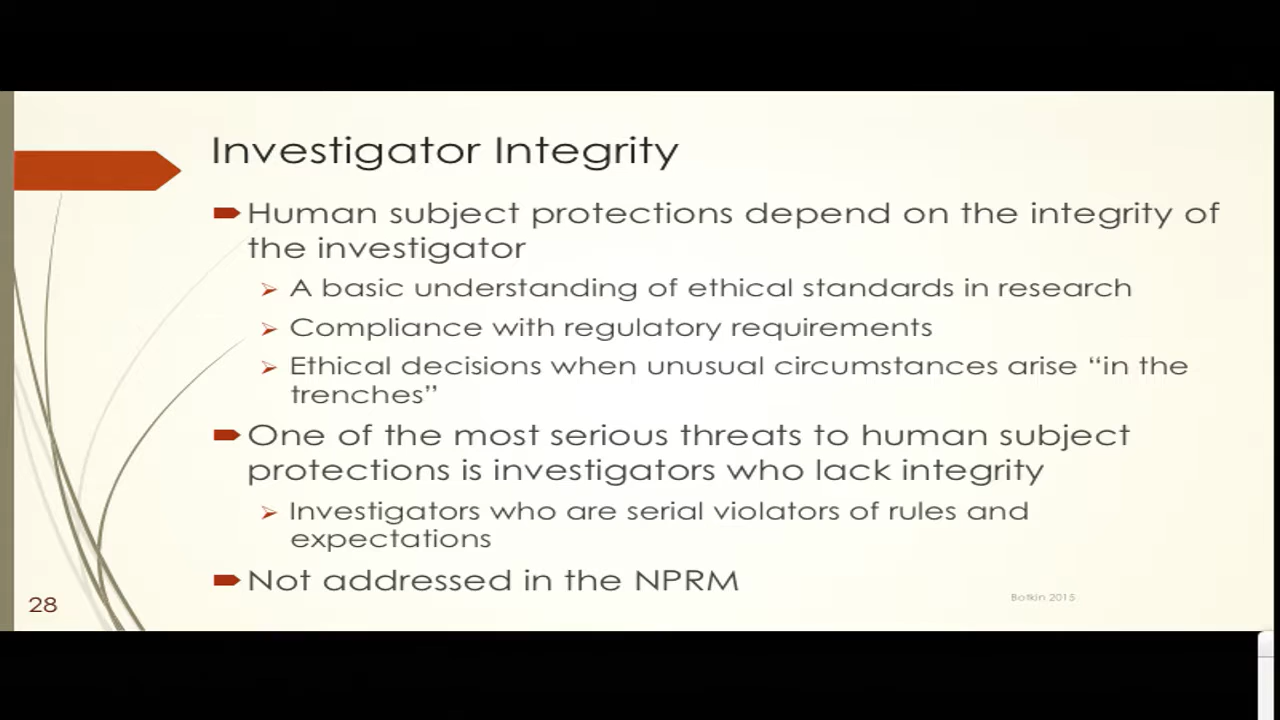 Investigator Integrity
Human subject protections depend on the integrity of
the investigator
A basic understanding of ethical standards in research
Compliance with regulatory requirements
Ethical decisions when unusual circumstances arise “in the
trenches”
One of the most serious threats to human subject
protections is investigators who lack integrity
Investigators who are serial violators of rules and
expectations
Not addressed in the NPRM
Botkin 2015
28